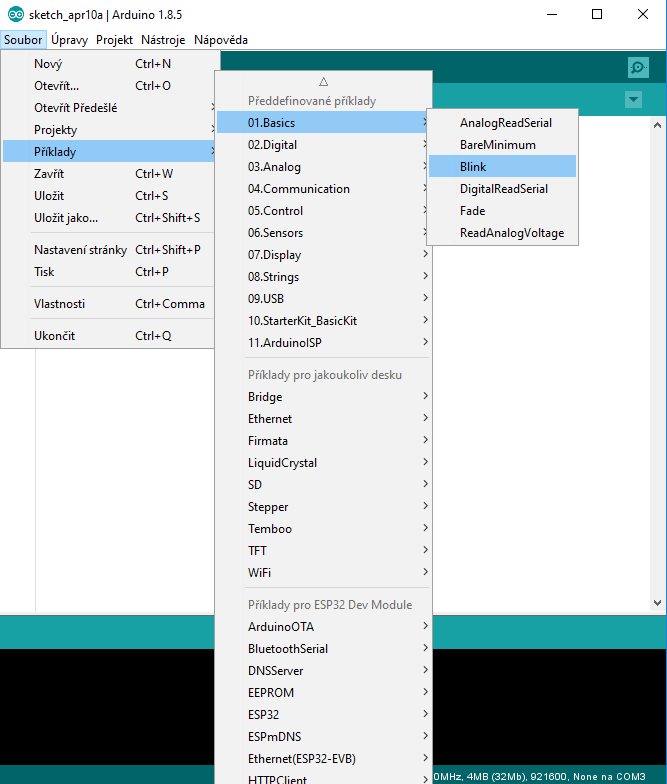 sketch_apr10a | Arduino 1.8.5
Soubor Úpravy Projekt Nástroje Nápověda
Nový Ctrl+N
Otevřít... Ctrl+O
Otevřít Předešlé
Projekty
Příklady
Zavřít Ctrl+W
Uložit Ctrl+S
Uložit jako... Ctrl+Shift+S
Nastavení stránky Ctrl+Shift+P
Tisk Ctrl+P
Vlastnosti Ctrl+Comma
Ukončit Ctrl+Q
Předdefinované příklady
01.Basics
02.Digital
03.Analog
04.Communication
05.Control
06.Sensors
07.Display
08.Strings
09.USB
10.StarterKit_BasicKit
11.ArduinoISP
Příklady pro jakoukoliv desku
Bridge
Ethernet
Firmata
LiquidCrystal
SD
Stepper
Temboo
TFT
WiFi
Příklady pro ESP32 Dev Module
ArduinoOTA
BluetoothSerial
DNSServer
EEPROM
ESP32
ESPmDNS
Ethernet(ESP32-EVB)
HTTPClient
AnalogReadSerial
BareMinimum
Blink
DigitalReadSerial
Fade
ReadAnalogVoltage
0MHz, 4MB (32Mb), 921600, None na COM3